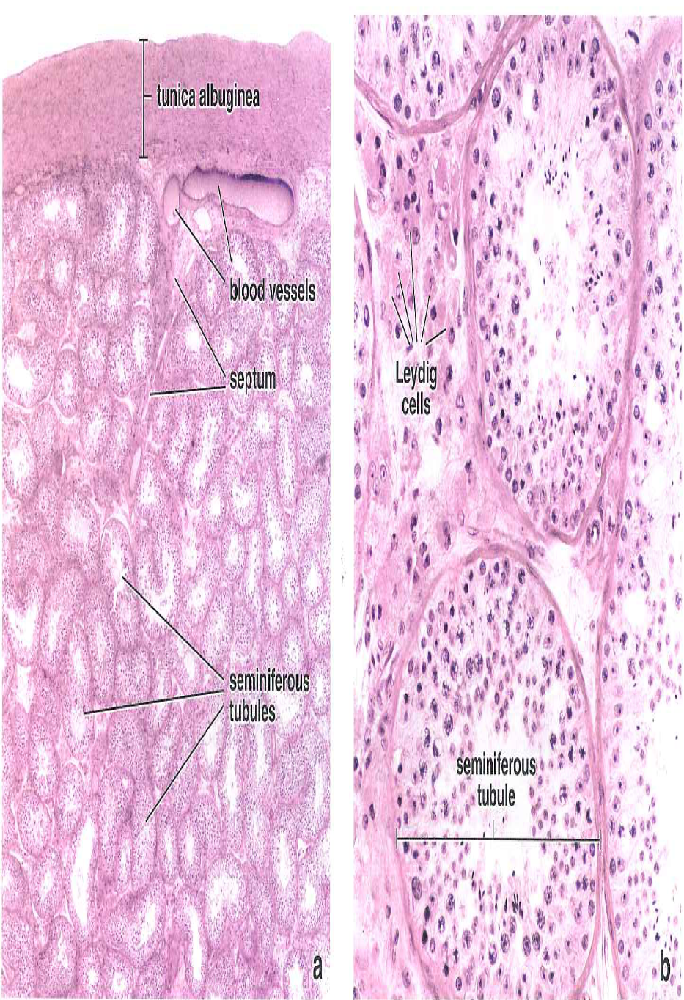 tunica albuginea
blood vessels
septum
seminiferous
tubules
a
Leydig
cells
seminiferous
tubule
b